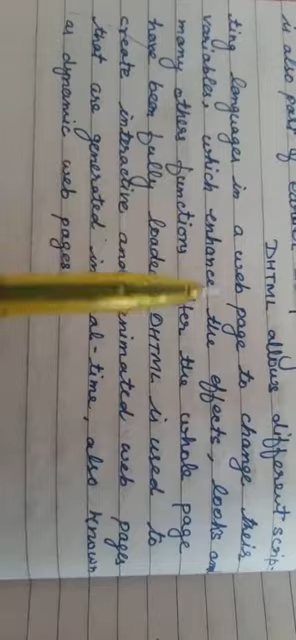 is also part of
DHTML allows different scrip-
ting languages in a web page to change their
variables, which enhance the effects, looks and
many others functions after the whole page
have been fully loaded. DHTML is used to
create interactive and animated web pages
that are generated in real-time, also known
as dynamic web pages